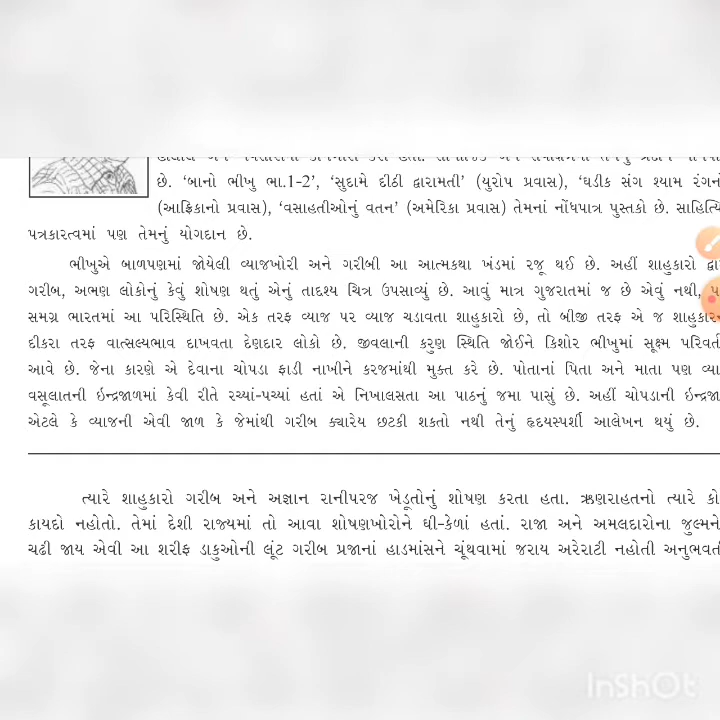 છે. ‘બાનો ભીખુ ભા.1-2’, ‘સુદામે દીઠી દ્વારામતી’ (યુરોપ પ્રવાસ), ‘ઘડીક સંગ શ્યામ રંગનો
(આફ્રિકાનો પ્રવાસ), ‘વસાહતીઓનું વતન’ (અમેરિકા પ્રવાસ) તેમનાં નોંધપાત્ર પુસ્તકો છે. સાહિત્ય
પત્રકારત્વમાં પણ તેમનું યોગદાન છે.
ભીખુએ બાળપણમાં જોયેલી વ્યાજખોરી અને ગરીબી આ આત્મકથા ખંડમાં રજૂ થઈ છે. અહીં શાહુકારો
ગરીબ, અભણ લોકોનું કેવું શોષણ થતું એનું તાદશ્ય ચિત્ર ઉપસાવ્યું છે. આવું માત્ર ગુજરાતમાં જ છે એવું નથી,
સમગ્ર ભારતમાં આ પરિસ્થિતિ છે. એક તરફ વ્યાજ પર વ્યાજ ચડાવતા શાહુકારો છે, તો બીજી તરફ એ જ
દીકરા તરફ વાત્સલ્યભાવ દાખવતા દેણદાર લોકો છે. જીવલાની કરુણ સ્થિતિ જોઈને કિશોર ભીખુમાં સૂક્ષ્મ
આવે છે. જેના કારણે એ દેવાના ચોપડા ફાડી નાખીને કરજમાંથી મુક્ત કરે છે. પોતાનાં પિતા અને માતા પણ
વસૂલાતની ઇન્દ્રજાળમાં કેવી રીતે રચ્યાં-પચ્યાં હતાં એ નિખાલસતા આ પાઠનું જમા પાસું છે. અહીં ચોપડાની
એટલે કે વ્યાજની એવી જાળ કે જેમાંથી ગરીબ ક્યારેય છટકી શકતો નથી તેનું હૃદયસ્પર્શી આલેખન થયું છે.
ત્યારે શાહુકારો ગરીબ અને અજ્ઞાન રાનીપરજ ખેડૂતોનું શોષણ કરતા હતા. ઋણરાહતનો ત્યારે
કાયદો નહોતો. તેમાં દેશી રાજ્યમાં તો આવા શોષણખોરોને ઘી-કેળાં હતાં. રાજા અને અમલદારોના જુલ્મને
ચઢી જાય એવી આ શરીફ ડાકુઓની લૂંટ ગરીબ પ્રજાનાં હાડમાંસને ચૂંથવામાં જરાય અરેરાટી નહોતી અનુભવતી
InShOt